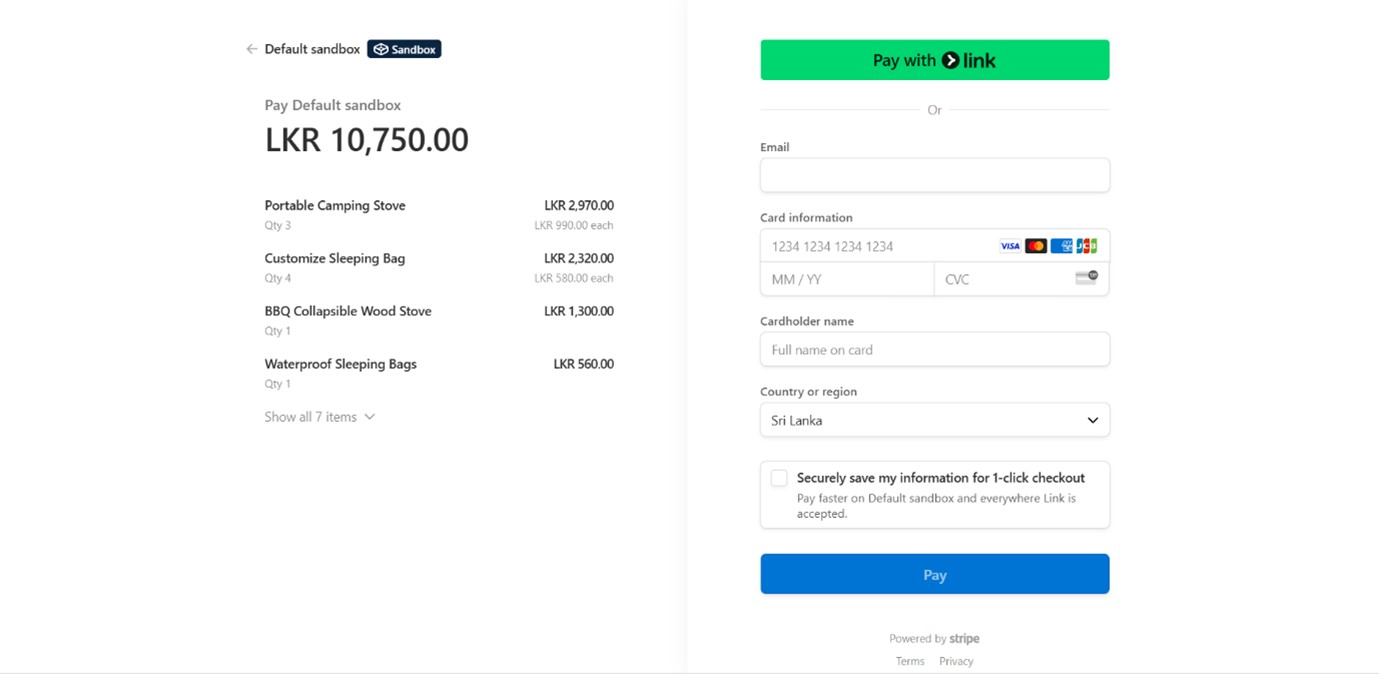 Default sandbox Sandbox
Pay Default sandbox
LKR 10,750.00
Portable Camping Stove LKR 2,970.00
Qty 3 LKR 990.00 each
Customize Sleeping Bag LKR 2,320.00
Qty 4 LKR 580.00 each
BBQ Collapsible Wood Stove LKR 1,300.00
Qty 1
Waterproof Sleeping Bags LKR 560.00
Qty 1
Show all 7 items
Pay with link
Or
Email
Card information
1234 1234 1234 1234 VISA JCB
MM / YY CVC
Cardholder name
Full name on card
Country or region
Sri Lanka
Securely save my information for 1-click checkout
Pay faster on Default sandbox and everywhere Link is
accepted.
Pay
Powered by stripe
Terms Privacy